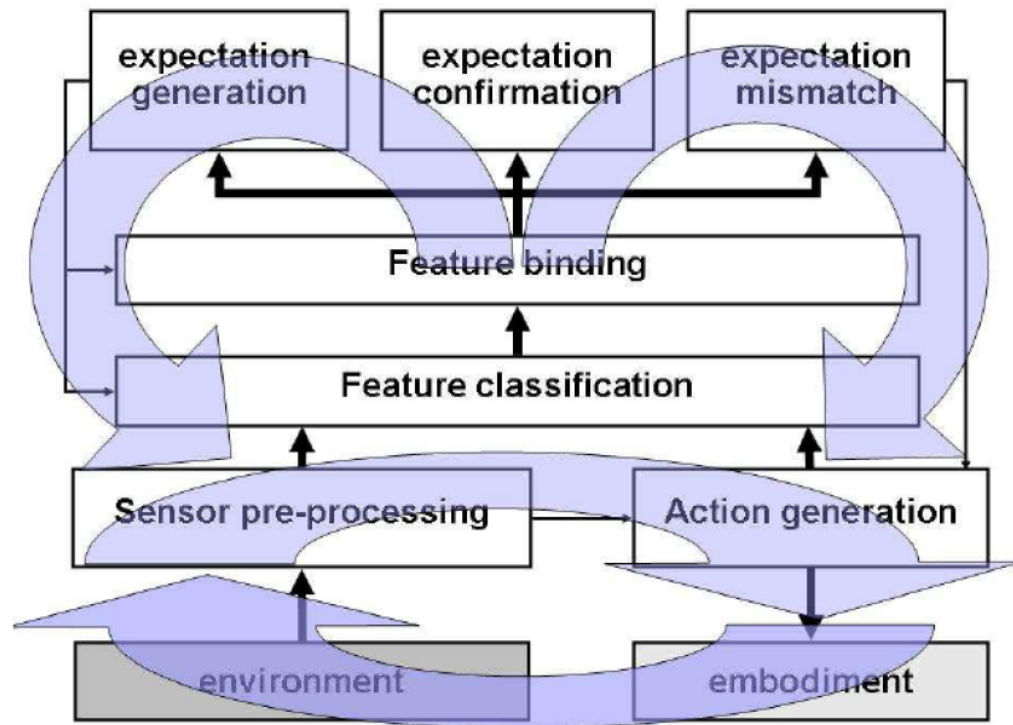 expectation
generation
expectation
confirmation
expectation
mismatch
Feature binding
Feature classification
Sensor pre-processing
Action generation
environment
embodiment